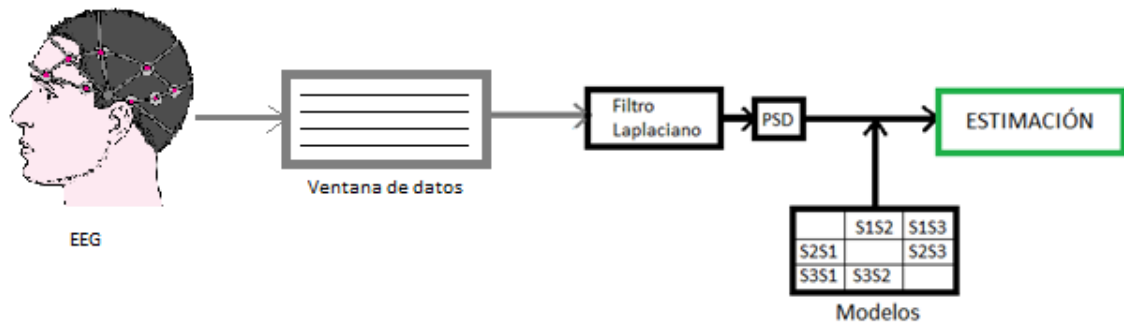 EEG
Ventana de datos
Filtro
Laplaciano
PSD
ESTIMACIÓN
S1S2 S1S3
S2S1 S2S3
S3S1 S3S2
Modelos